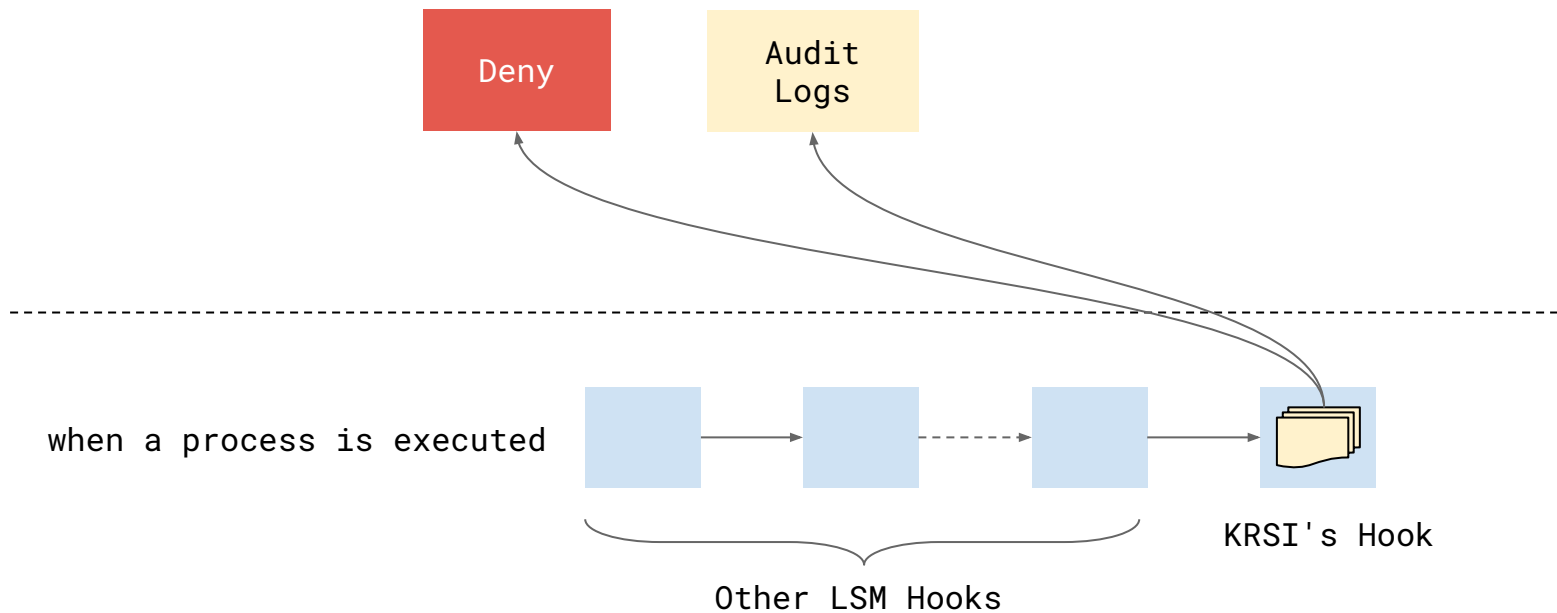 Deny
Audit
Logs
when a process is executed
KRSI's Hook
Other LSM Hooks